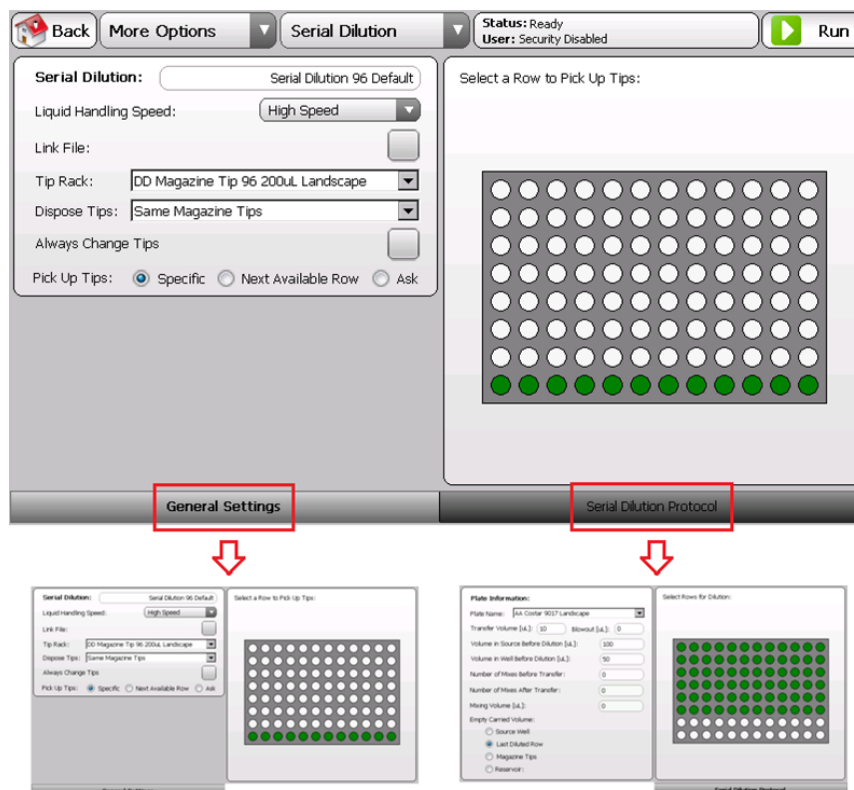 Back
More Options
Serial Dilution
Status: Ready
User: Security Disabled
Run
Serial Dilution: Serial Dilution 96 Default
Liquid Handling Speed: High Speed
Link File:
Tip Rack: DD Magazine Tip 96 200uL Landscape
Dispose Tips: Same Magazine Tips
Always Change Tips
Pick Up Tips: Specific Next Available Row Ask
Select a Row to Pick Up Tips:
General Settings
Serial Dilution Protocol
Serial Dilution: Serial Dilution 96 Default
Liquid Handling Speed: High Speed
Link File:
Tip Rack: DD Magazine Tip 96 200uL Landscape
Dispose Tips: Same Magazine Tips
Always Change Tips
Pick Up Tips: Specific Next Available Row Ask
Select a Row to Pick Up Tips:
Plate Information:
Plate Name: AA Costar 9017 Landscape
Transfer Volume [uL]: 10 Blowout [uL]: 0
Volume in Source Before Dilution [uL]: 100
Volume in Well Before Dilution [uL]: 50
Number of Mixes Before Transfer: 0
Number of Mixes After Transfer: 0
Mixing Volume [uL]: 0
Empty Carried Volume:
Source Well
Last Diluted Row
Magazine Tips
Reservoir:
Select Rows for Dilution: